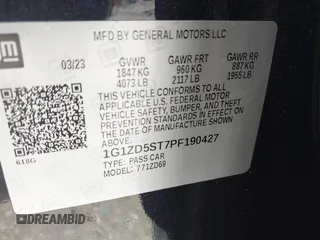 gm
MFD BY GENERAL MOTORS LLC
03/23 GVWR GAWR FRT GAWR RR
1847 KG 960 KG 887 KG
4073 LB 2117 LB 1955 LB
THIS VEHICLE CONFORMS TO ALL APPLICABLE
U.S. FEDERAL MOTOR VEHICLE SAFETY, BUMPER, AND THEFT
PREVENTION STANDARDS IN EFFECT ON THE DATE OF
MANUFACTURE SHOWN ABOVE.
1G1ZD5ST7PF190427
618G
TYPE: PASS CAR
MODEL: 771ZD69
DREAMBID